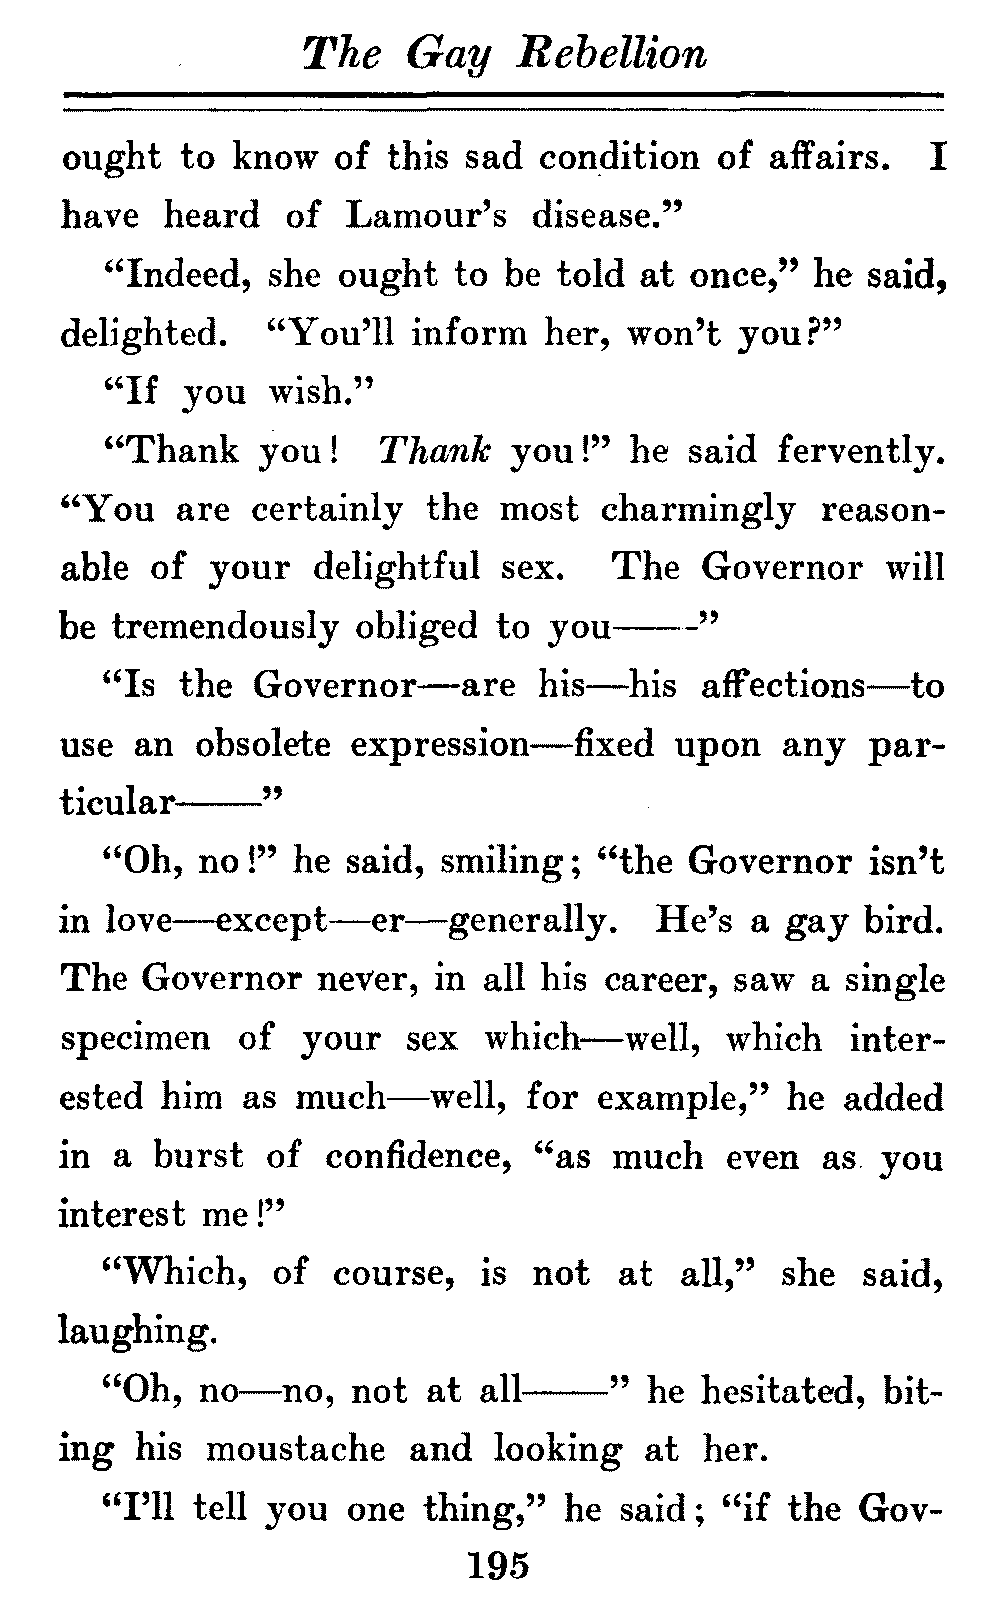 The Gay Rebellion
ought to know of this sad condition of affairs. I
have heard of Lamour's disease.”
“Indeed, she ought to be told at once,” he said,
delighted. “You'll inform her, won't you?”
“If you wish.”
“Thank you! Thank you!” he said fervently.
“You are certainly the most charmingly reason-
able of your delightful sex. The Governor will
be tremendously obliged to you——”
“Is the Governor—are his—his affections—to
use an obsolete expression—fixed upon any par-
ticular——”
“Oh, no!” he said, smiling; “the Governor isn't
in love—except—er—generally. He's a gay bird.
The Governor never, in all his career, saw a single
specimen of your sex which—well, which inter-
ested him as much—well, for example,” he added
in a burst of confidence, “as much even as you
interest me!”
“Which, of course, is not at all,” she said,
laughing.
“Oh, no—no, not at all——” he hesitated, bit-
ing his moustache and looking at her.
“I'll tell you one thing,” he said; “if the Gov-
195